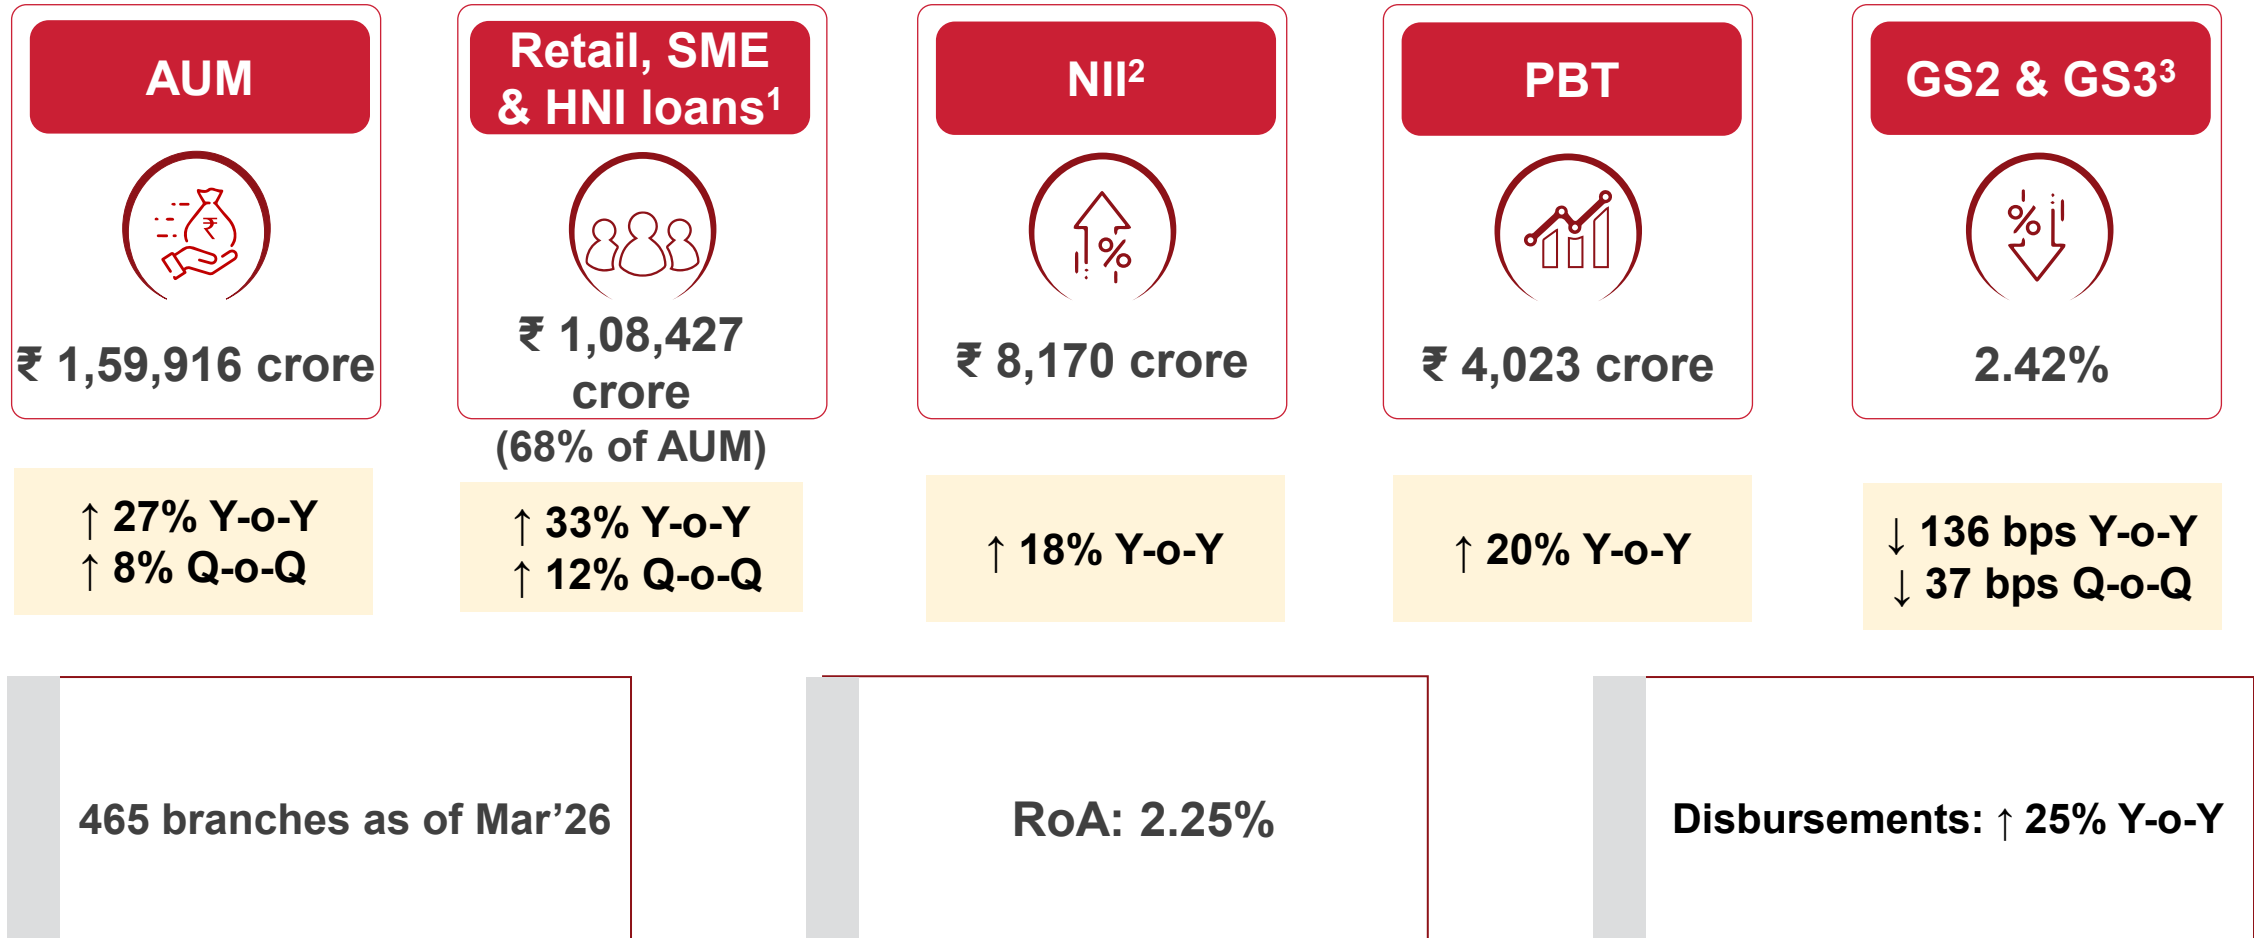 AUM
Retail, SME
& HNI loans¹
NII²
PBT
GS2 & GS3³
₹
%
%
₹ 1,59,916 crore
₹ 1,08,427
crore
(68% of AUM)
₹ 8,170 crore
₹ 4,023 crore
2.42%
↑ 27% Y-o-Y
↑ 8% Q-o-Q
↑ 33% Y-o-Y
↑ 12% Q-o-Q
↑ 18% Y-o-Y
↑ 20% Y-o-Y
↓ 136 bps Y-o-Y
↓ 37 bps Q-o-Q
465 branches as of Mar’26
RoA: 2.25%
Disbursements: ↑ 25% Y-o-Y